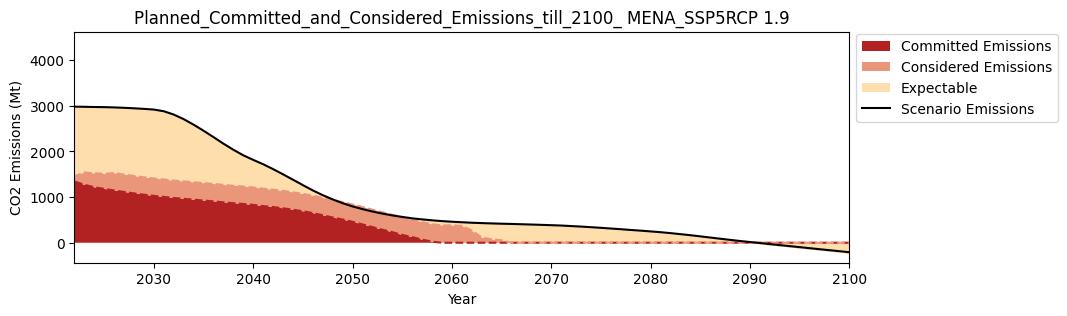 Planned_Committed_and_Considered_Emissions_till_2100_ MENA_SSP5RCP 1.9
4000
3000
2000
1000
0
CO2 Emissions (Mt)
2030 2040 2050 2060 2070 2080 2090 2100
Year
Committed Emissions
Considered Emissions
Expectable
Scenario Emissions